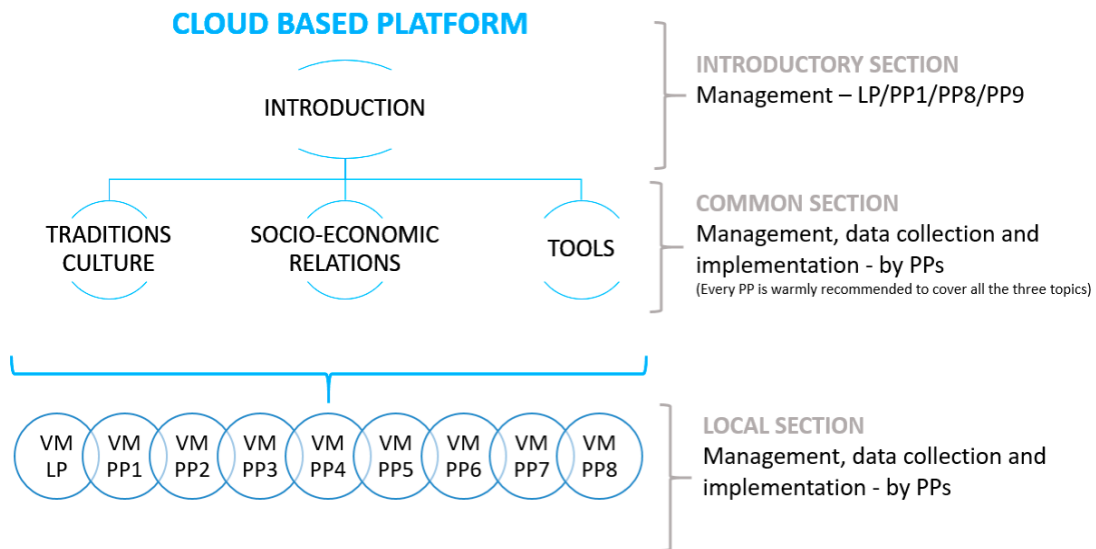 CLOUD BASED PLATFORM
INTRODUCTION
INTRODUCTORY SECTION
Management – LP/PP1/PP8/PP9
TRADITIONS
CULTURE
SOCIO-ECONOMIC
RELATIONS
TOOLS
COMMON SECTION
Management, data collection and
implementation - by PPs
(Every PP is warmly recommended to cover all the three topics)
VM
LP
VM
PP1
VM
PP2
VM
PP3
VM
PP4
VM
PP5
VM
PP6
VM
PP7
VM
PP8
LOCAL SECTION
Management, data collection and
implementation - by PPs